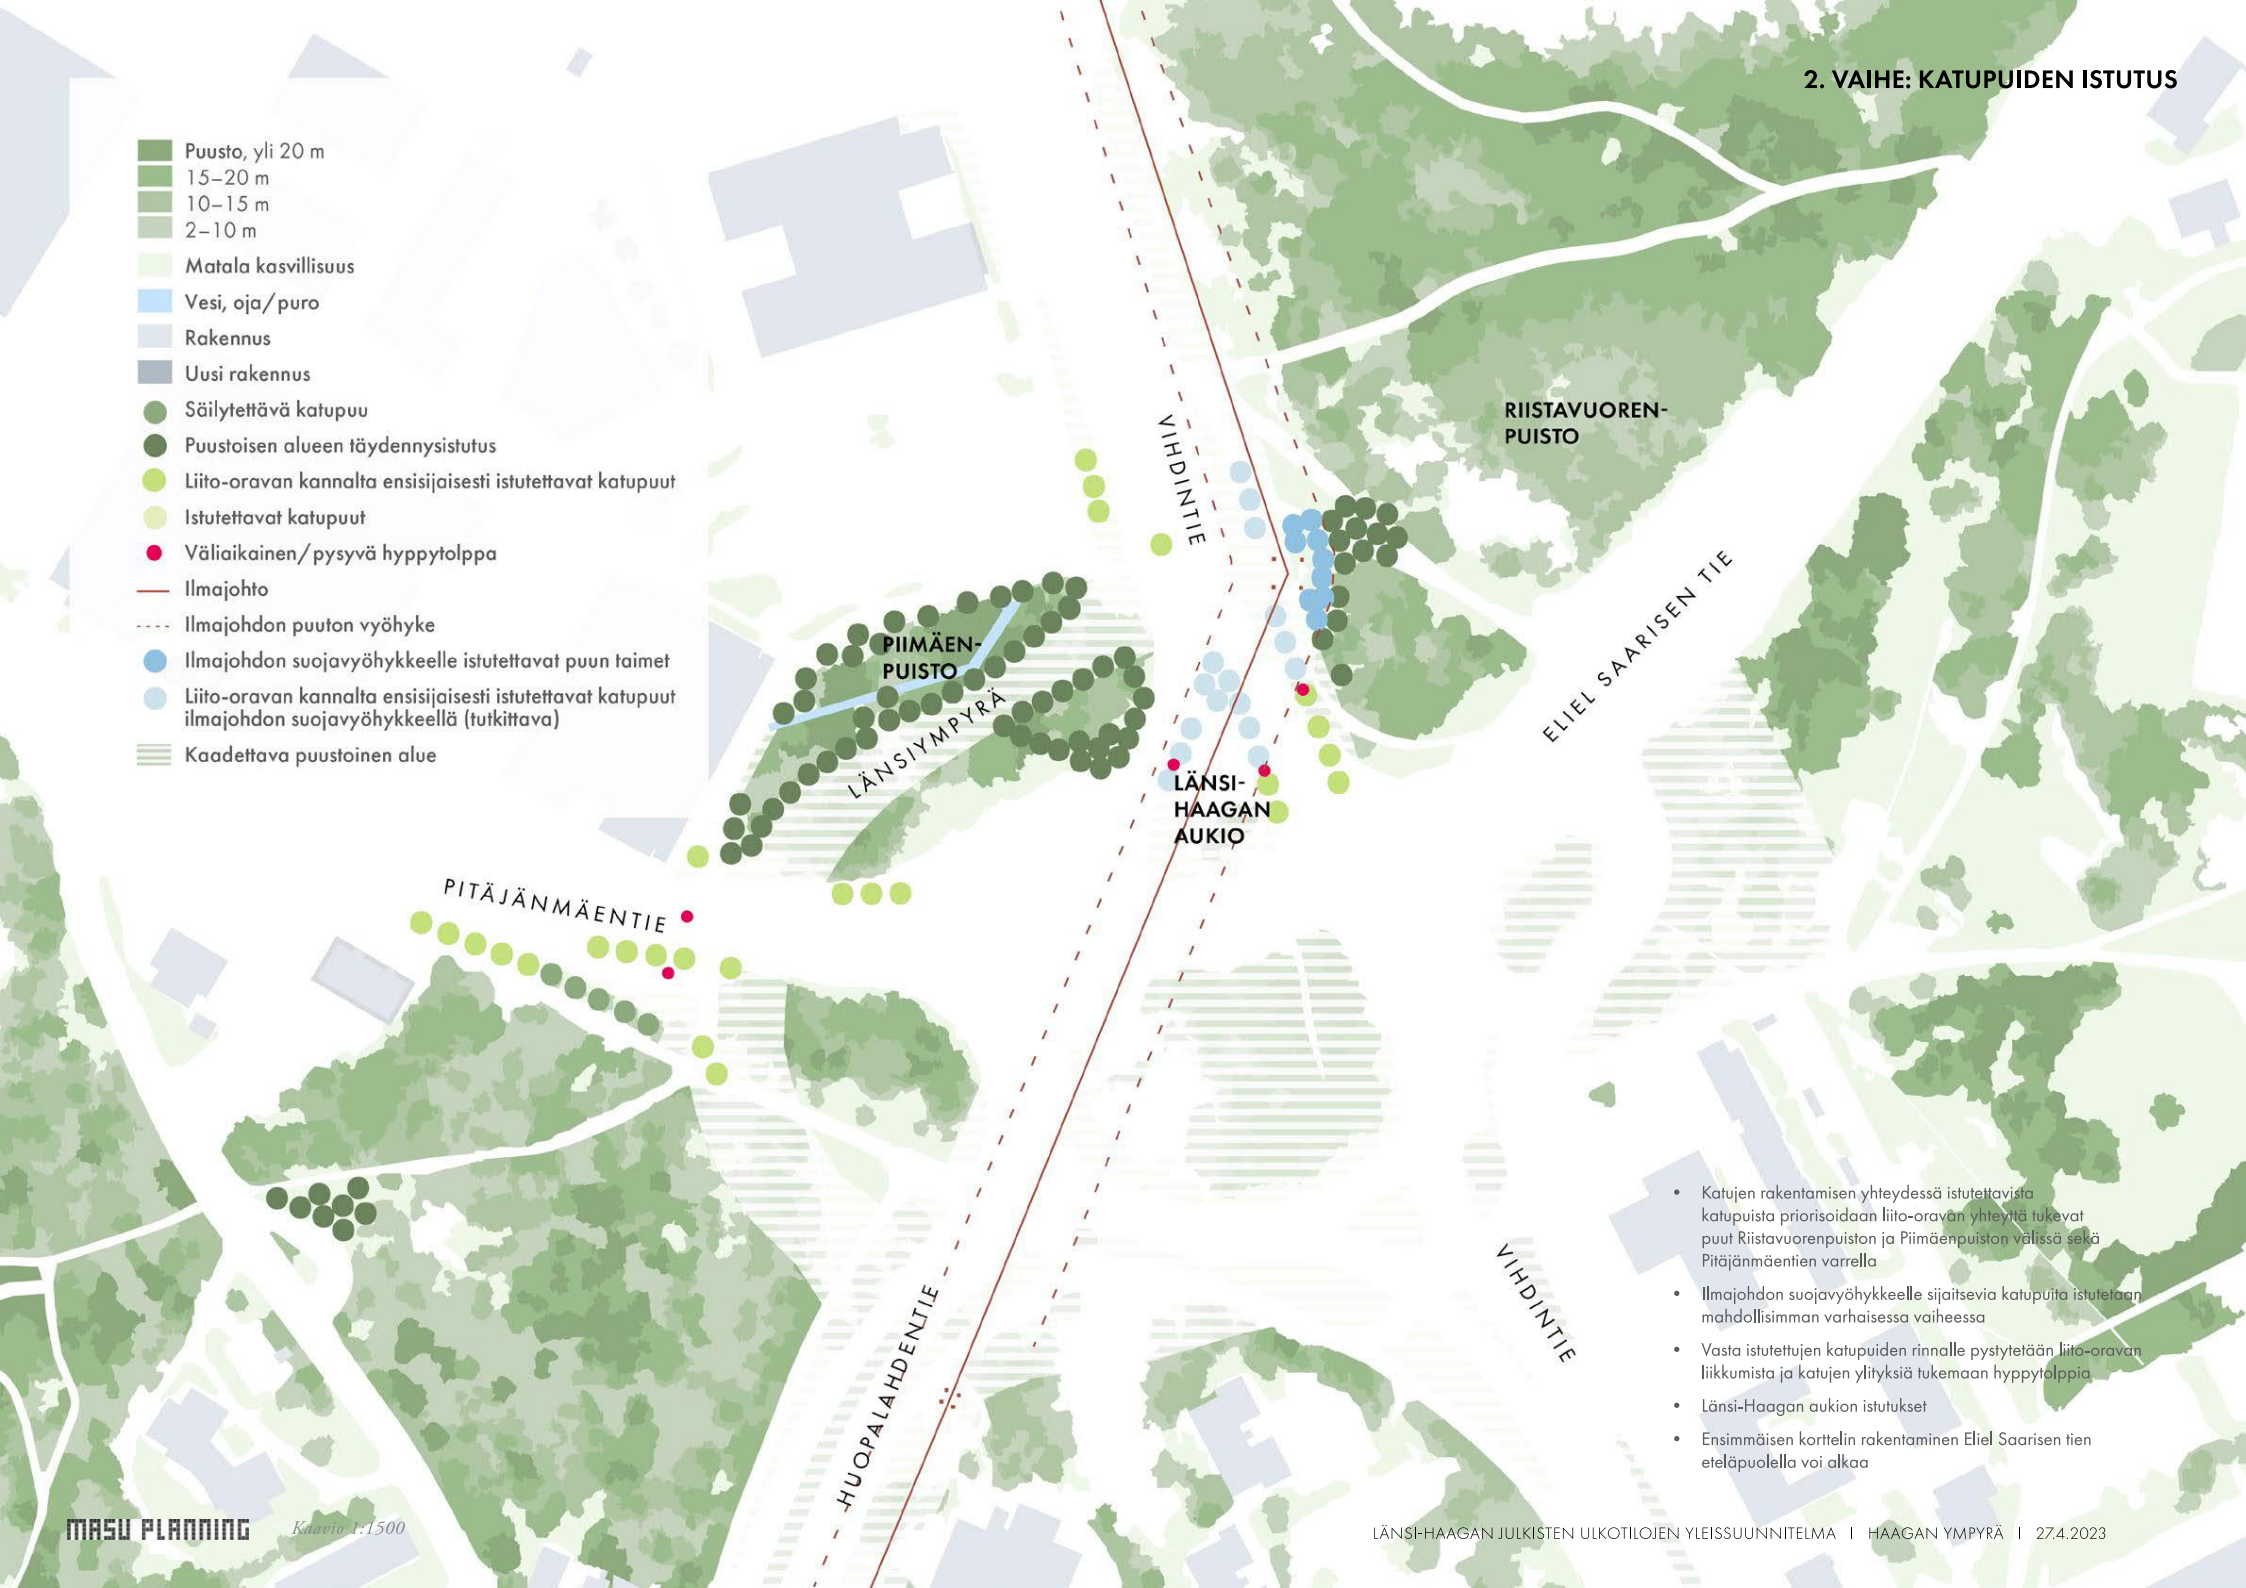 2. VAIHE: KATUPUIDEN ISTUTUS
Puusto, yli 20 m
15–20 m
10–15 m
2–10 m
Matala kasvillisuus
Vesi, oja/puro
Rakennus
Uusi rakennus
Säilytettävä katupuu
Puustoisen alueen täydennysistutus
Liito-oravan kannalta ensisijaisesti istutettavat katupuut
Istutettavat katupuut
Väliaikainen/pysyvä hyppytolppa
Ilmajohto
Ilmajohdon puuton vyöhyke
Ilmajohdon suojavyöhykkeelle istutettavat puun taimet
Liito-oravan kannalta ensisijaisesti istutettavat katupuut
ilmajohdon suojavyöhykkeellä (tutkittava)
Kaadettava puustoinen alue
VIHDINTIE
RIISTAVUOREN-
PUISTO
ELIEL SAARISEN TIE
PIIMÄEN-
PUISTO
LÄNSIYMPYRÄ
LÄNSI-
HAAGAN
AUKIO
PITÄJÄNMÄENTIE
HUOPALAHDENTIE
VIHDINTIE
• Katujen rakentamisen yhteydessä istutettavista
katupuista priorisoidaan liito-oravan yhteyttä tukevat
puut Riistavuorenpuiston ja Piimäenpuiston välissä sekä
Pitäjänmäentien varrella
• Ilmajohdon suojavyöhykkeelle sijaitsevia katupuita istutetaan
mahdollisimman varhaisessa vaiheessa
• Vasta istutettujen katupuiden rinnalle pystytetään liito-oravan
liikkumista ja katujen ylityksiä tukemaan hyppytolppia
• Länsi-Haagan aukion istutukset
• Ensimmäisen korttelin rakentaminen Eliel Saarisen tien
eteläpuolella voi alkaa
MASU PLANNING
Kaavio 1:1500
LÄNSI-HAAGAN JULKISTEN ULKOTILOJEN YLEISSUUNNITELMA | HAAGAN YMPYRÄ | 27.4.2023